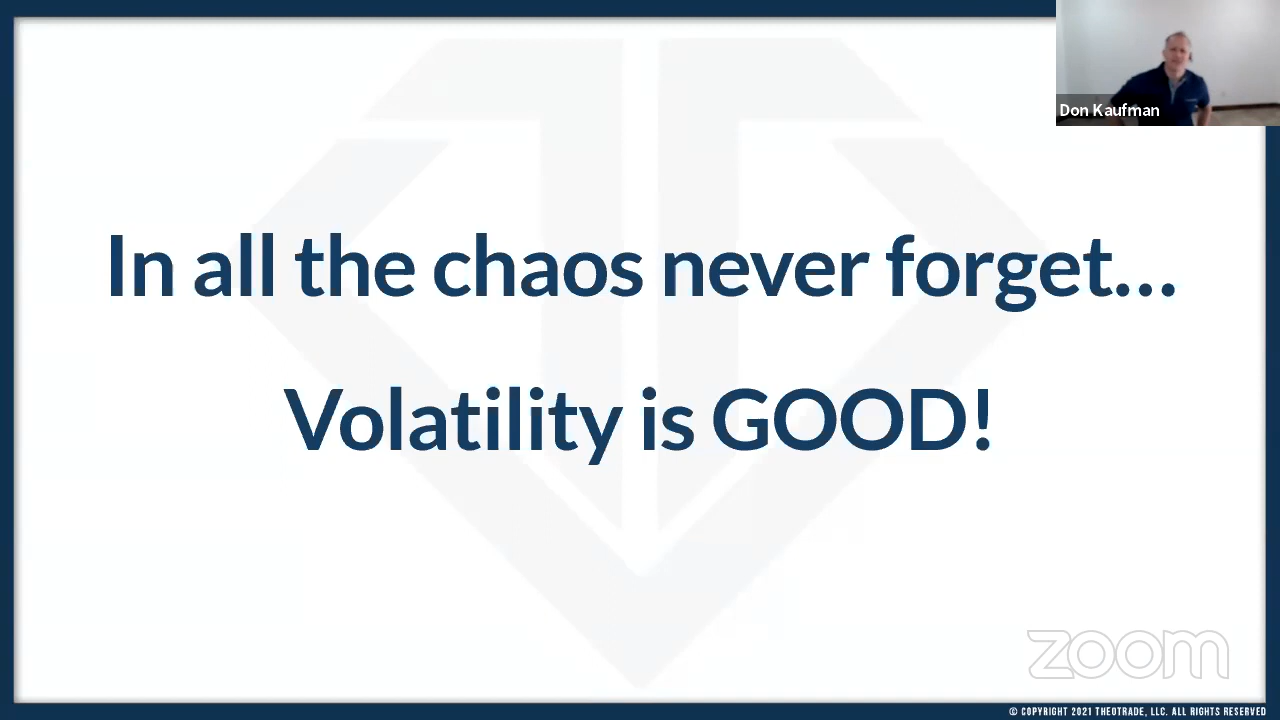 Don Kaufman
In all the chaos never forget...
Volatility is GOOD!
zoom
© COPYRIGHT 2021 THEOTRADE, LLC. ALL RIGHTS RESERVED